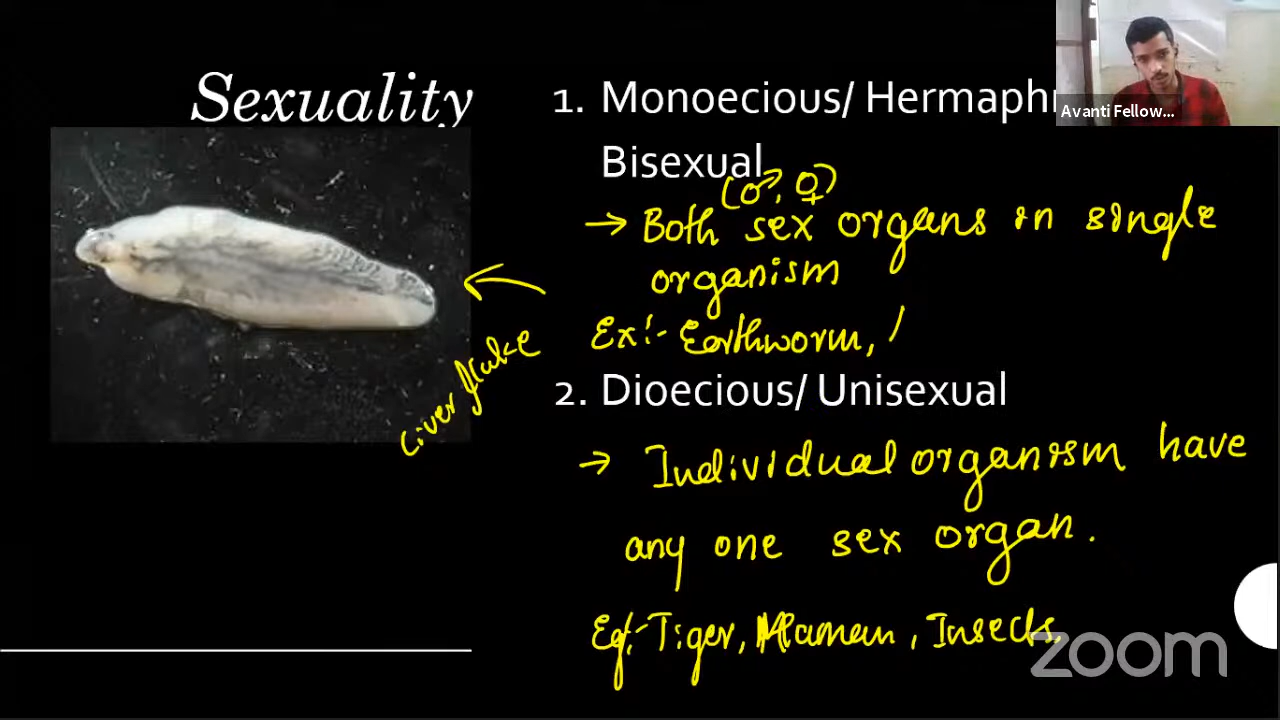 Sexuality
1. Monoecious/ Hermaphr
Bisexual
(♂, ♀)
→ Both sex organs in single
organism
Ex:- Earthworm,
Liver fluke
2. Dioecious/ Unisexual
→ Individual organism have
any one sex organ.
Eg:- Tiger, Human, Insects,
Avanti Fellow...
zoom